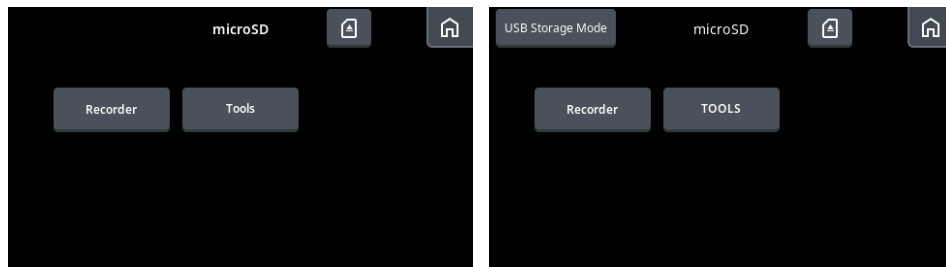 microSD
Recorder
Tools
USB Storage Mode
microSD
Recorder
TOOLS